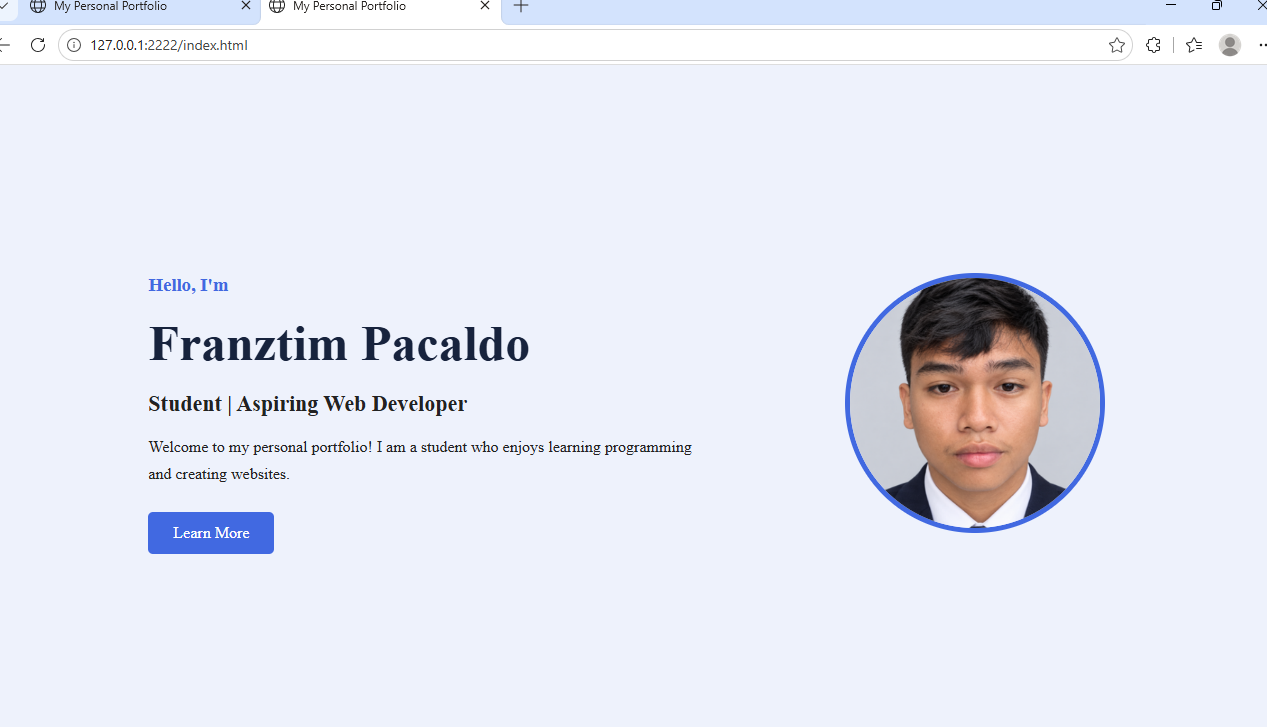 My Personal Portfolio
My Personal Portfolio
127.0.0.1:2222/index.html
Hello, I'm
Franztim Pacaldo
Student | Aspiring Web Developer
Welcome to my personal portfolio! I am a student who enjoys learning programming
and creating websites.
Learn More